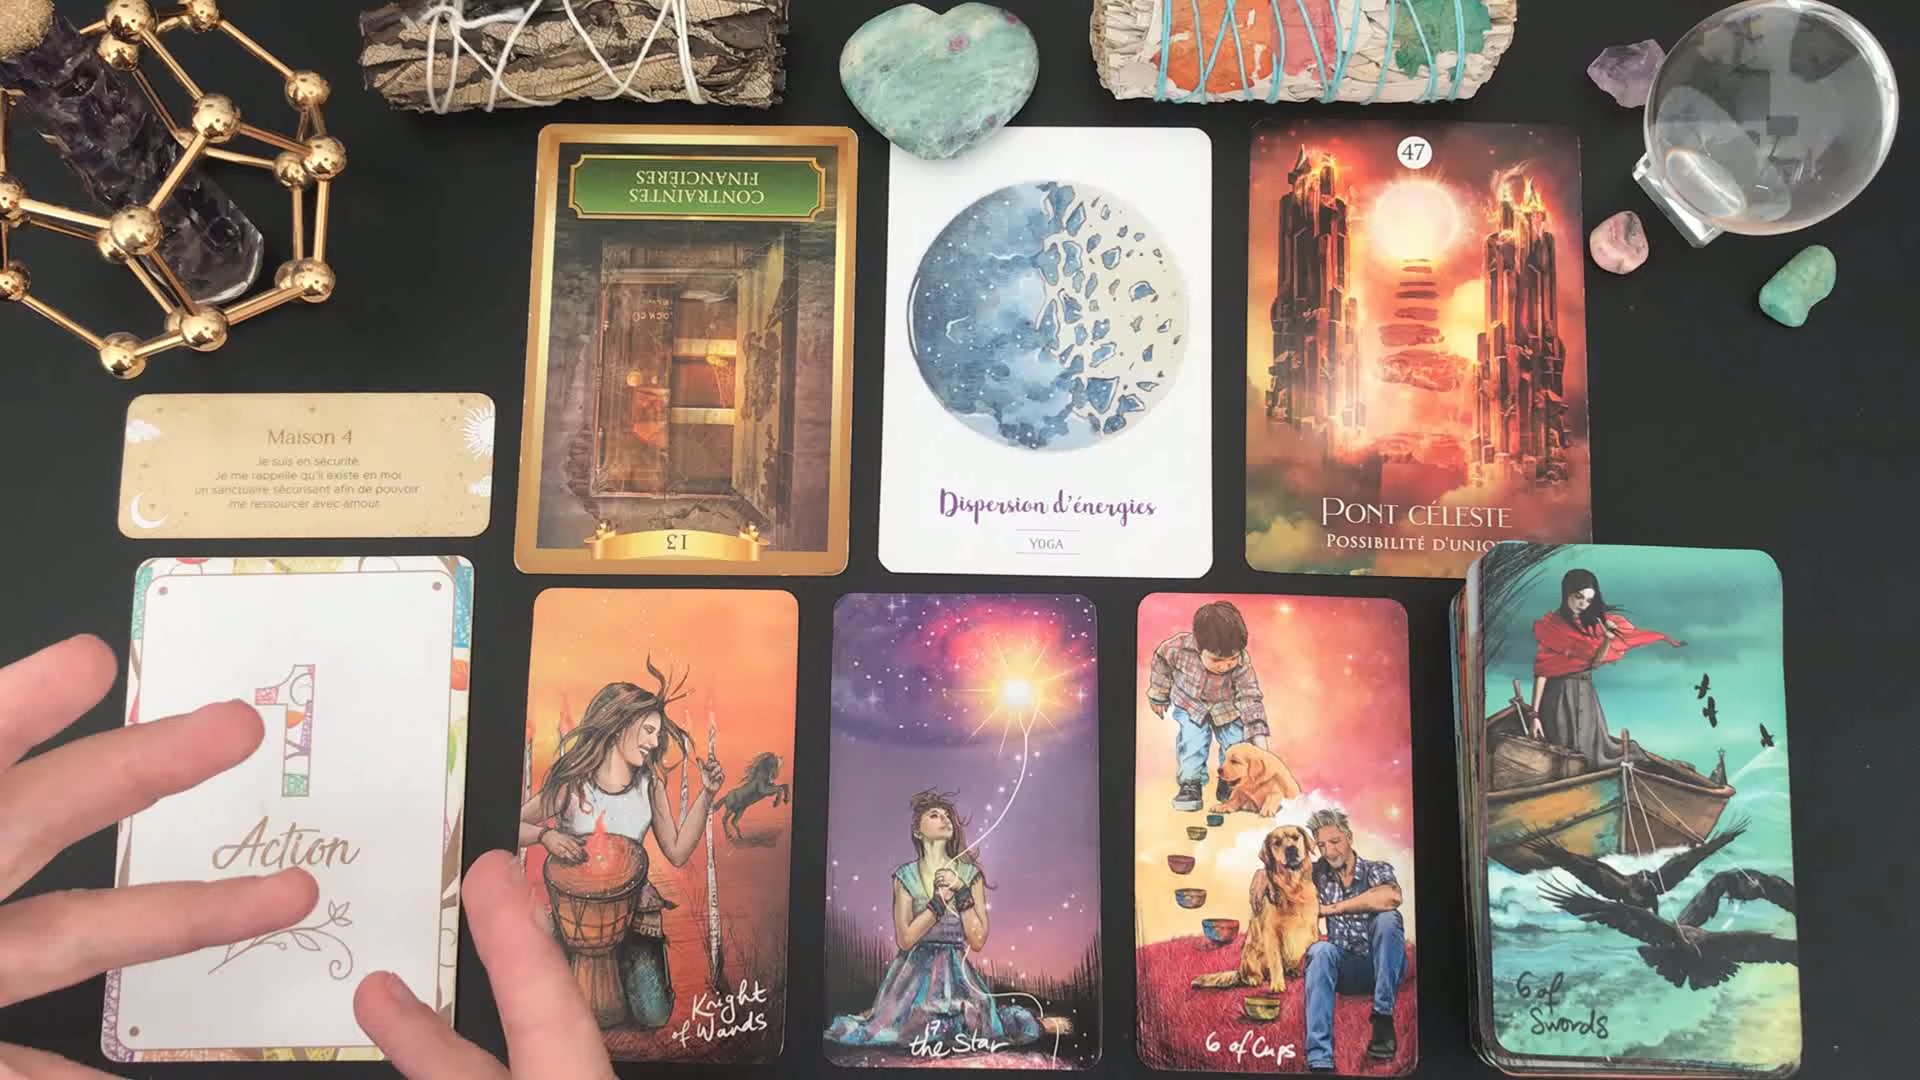 CONTRAINTES
FINANCIÈRES
13
Dispersion d'énergies
YOGA
47
PONT CÉLESTE
POSSIBILITÉ D'UNIO
Maison 4
Je suis en sécurité.
Je me rappelle qu'il existe en moi
un sanctuaire sécurisant afin de pouvoir
me ressourcer avec amour.
1
Action
Knight
of Wands
17
the Star
6 of Cups
6 of
Swords